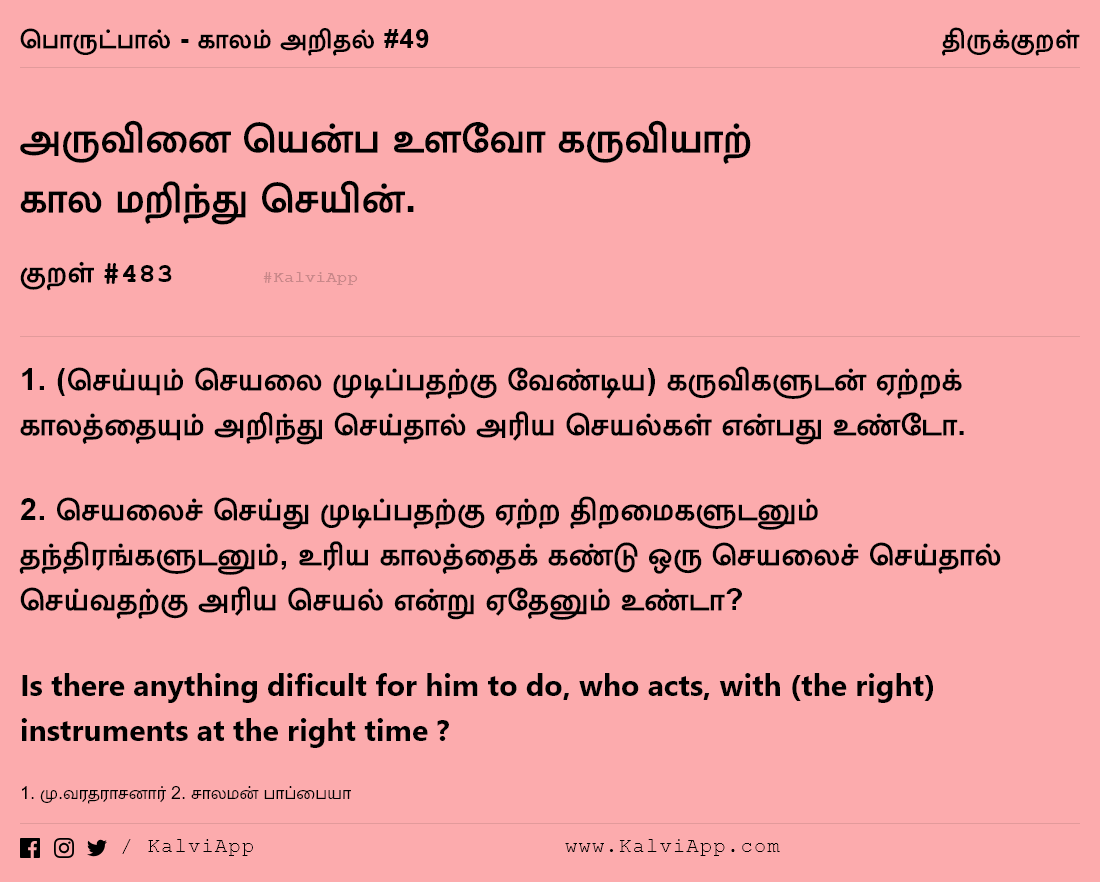 பொருட்பால் - காலம் அறிதல் #49 திருக்குறள்
அருவினை யென்ப உளவோ கருவியாற்
கால மறிந்து செயின்.
குறள் #483 #KalviApp
1. (செய்யும் செயலை முடிப்பதற்கு வேண்டிய) கருவிகளுடன் ஏற்றக்
காலத்தையும் அறிந்து செய்தால் அரிய செயல்கள் என்பது உண்டோ.
2. செயலைச் செய்து முடிப்பதற்கு ஏற்ற திறமைகளுடனும்
தந்திரங்களுடனும், உரிய காலத்தைக் கண்டு ஒரு செயலைச் செய்தால்
செய்வதற்கு அரிய செயல் என்று ஏதேனும் உண்டா?
Is there anything dificult for him to do, who acts, with (the right)
instruments at the right time ?
1. மு.வரதராசனார் 2. சாலமன் பாப்பையா
/ KalviApp www.KalviApp.com